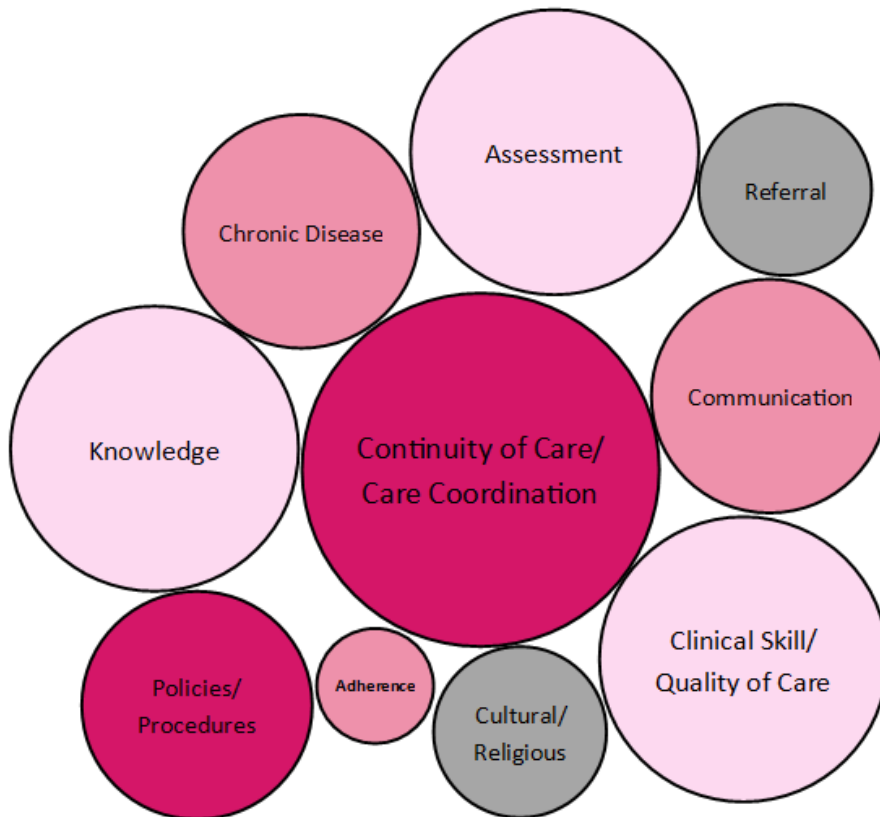 Assessment
Referral
Chronic Disease
Communication
Knowledge
Continuity of Care/
Care Coordination
Clinical Skill/
Quality of Care
Policies/
Procedures
Adherence
Cultural/
Religious